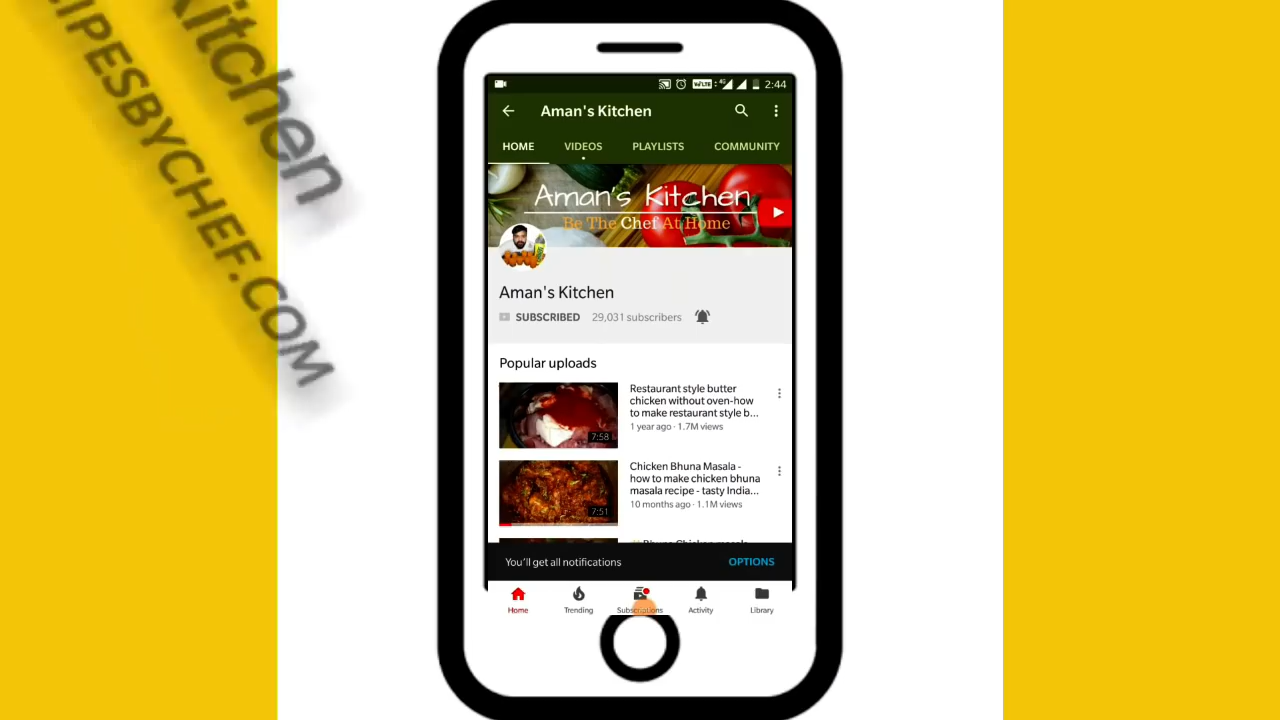 Kitchen
IPESBYCHEF.COM
2:44
Aman's Kitchen
HOME VIDEOS PLAYLISTS COMMUNITY
Aman's Kitchen
Be The Chef At Home
Aman's Kitchen
SUBSCRIBED 29,031 subscribers
Popular uploads
Restaurant style butter
chicken without oven-how
to make restaurant style b...
1 year ago · 1.7M views
7:58
Chicken Bhuna Masala -
how to make chicken bhuna
masala recipe - tasty India...
10 months ago · 1.1M views
7:51
You'll get all notifications OPTIONS
Home Trending Subscriptions Activity Library